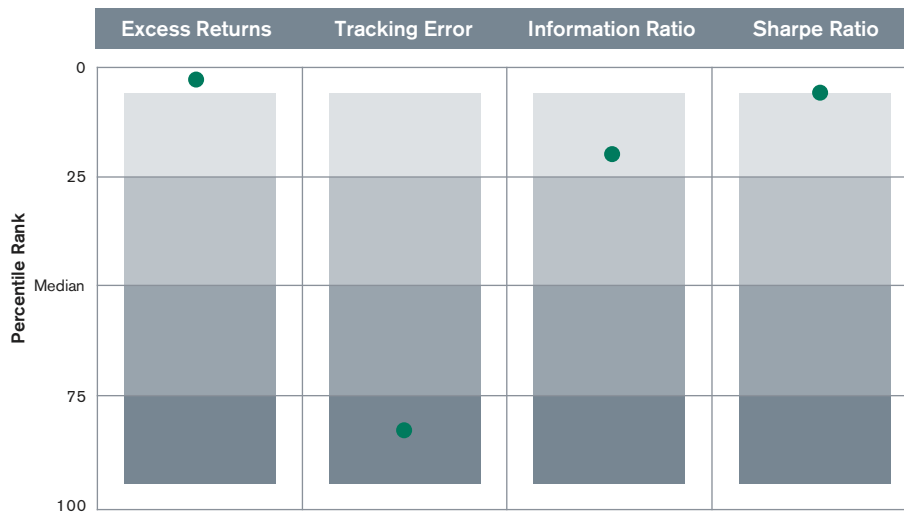 Excess Returns Tracking Error Information Ratio Sharpe Ratio
0
25
Median
75
100
Percentile Rank